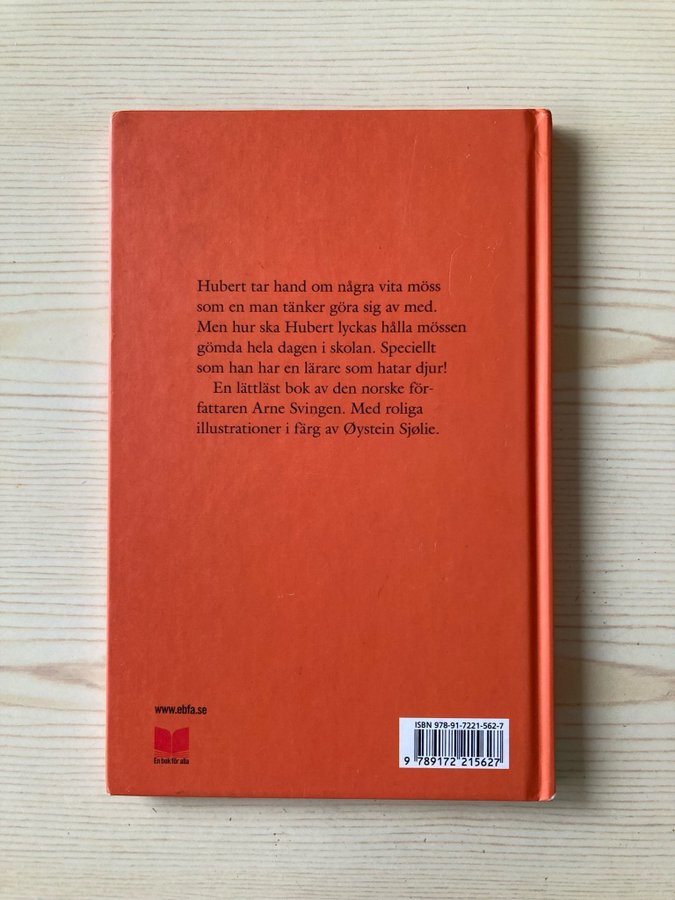 Hubert tar hand om några vita möss
som en man tänker göra sig av med.
Men hur ska Hubert lyckas hålla mössen
gömda hela dagen i skolan. Speciellt
som han har en lärare som hatar djur!
En lättläst bok av den norske för-
fattaren Arne Svingen. Med roliga
illustrationer i färg av Øystein Sjølie.
www.ebfa.se
En bok för alla
ISBN 978-91-7221-562-7
9 789172 215627